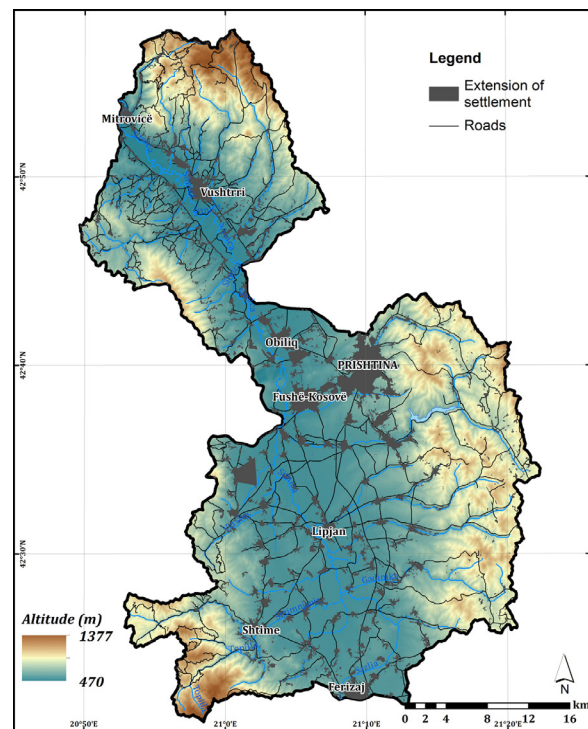 Legend
Extension of
settlement
Roads
Mitrovicë
42°50'N
Vushtrri
Obiliq
42°40'N
PRISHTINA
Fushë-Kosovë
Lipjan
42°30'N
Shtime
Altitude (m)
1377
470
Ferizaj
N
km
0 2 4 8 12 16
20°50'E
21°0'E
21°10'E
21°20'E